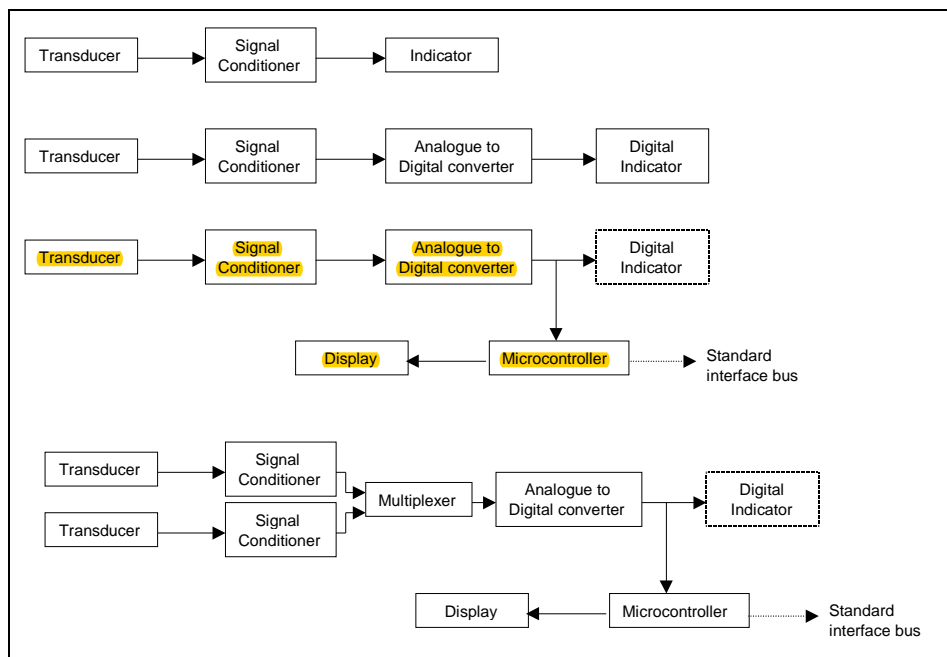 Transducer
Signal
Conditioner
Indicator
Transducer
Signal
Conditioner
Analogue to
Digital converter
Digital
Indicator
Transducer
Signal
Conditioner
Analogue to
Digital converter
Digital
Indicator
Display
Microcontroller
Standard
interface bus
Transducer
Signal
Conditioner
Transducer
Signal
Conditioner
Multiplexer
Analogue to
Digital converter
Digital
Indicator
Display
Microcontroller
Standard
interface bus